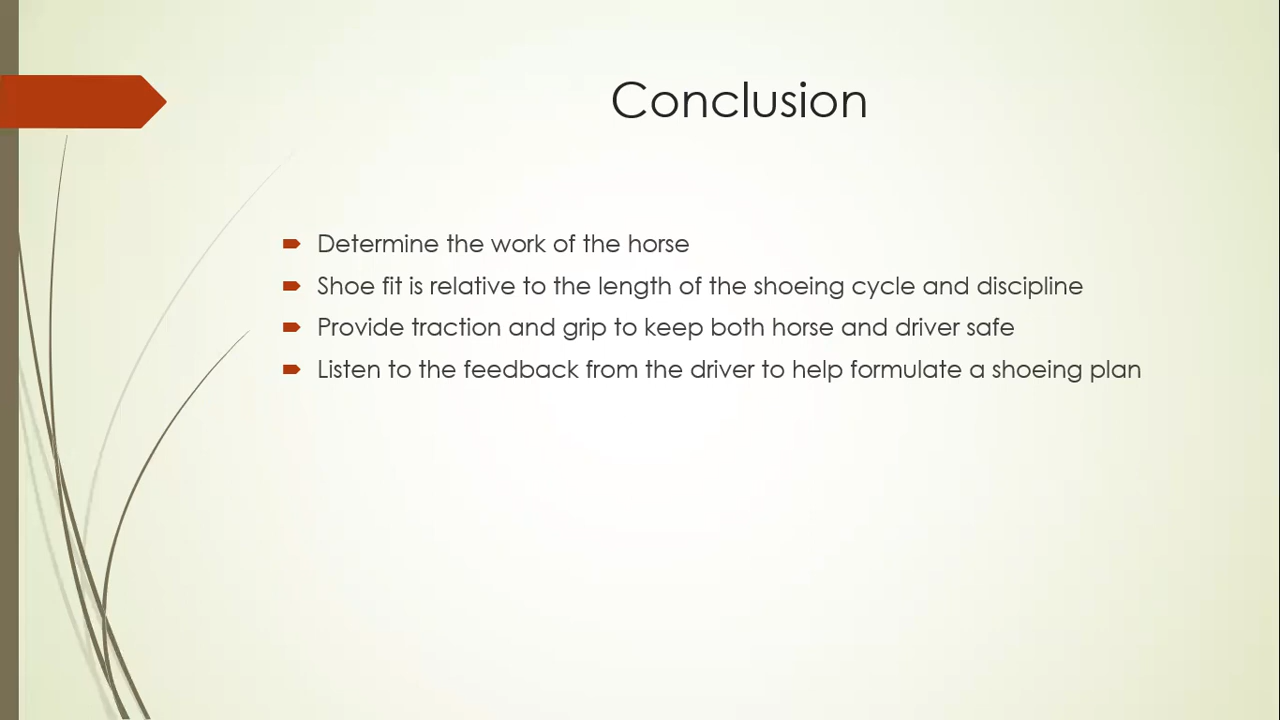 Conclusion
Determine the work of the horse
Shoe fit is relative to the length of the shoeing cycle and discipline
Provide traction and grip to keep both horse and driver safe
Listen to the feedback from the driver to help formulate a shoeing plan